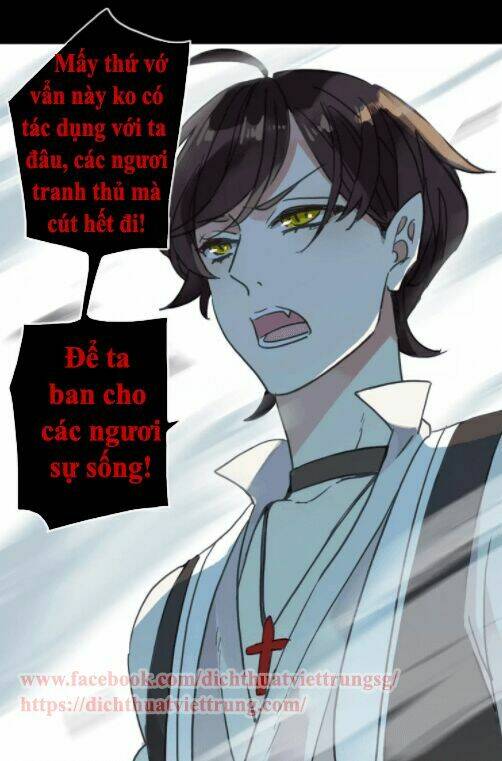 Mấy thứ vớ
vẩn này ko có
tác dụng với ta
đâu, các ngươi
tranh thủ mà
cút hết đi!
Để ta
ban cho
các ngươi
sự sống!
www.facebook.com/dichthuatviettrungsg/
https://dichthuatviettrung.com/